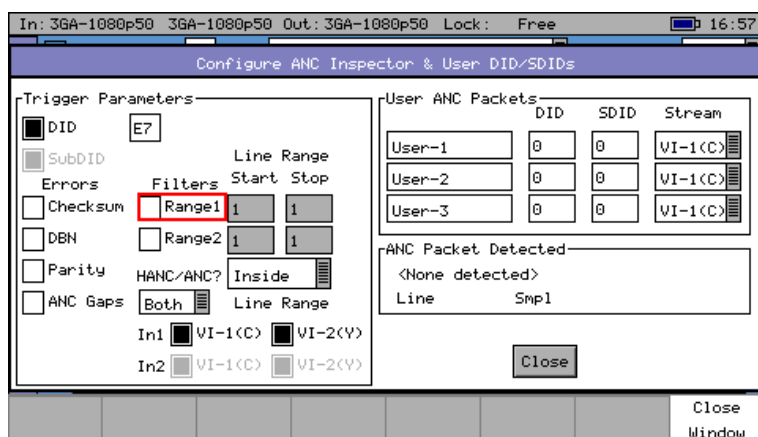 In:3GA-1080p50 3GA-1080p50 Out:3GA-1080p50 Lock: Free 16:57
Configure ANC Inspector & User DID/SDIDs
Trigger Parameters
DID E7
SubDID
Line Range
Errors Filters Start Stop
Checksum Range1 1 1
DBN Range2 1 1
Parity HANC/ANC? Inside
ANC Gaps Both Line Range
In1 VI-1(C) VI-2(Y)
In2 VI-1(C) VI-2(Y)
User ANC Packets
DID SDID Stream
User-1 0 0 VI-1(C)
User-2 0 0 VI-1(C)
User-3 0 0 VI-1(C)
ANC Packet Detected
<None detected>
Line Smpl
Close
Close
Window